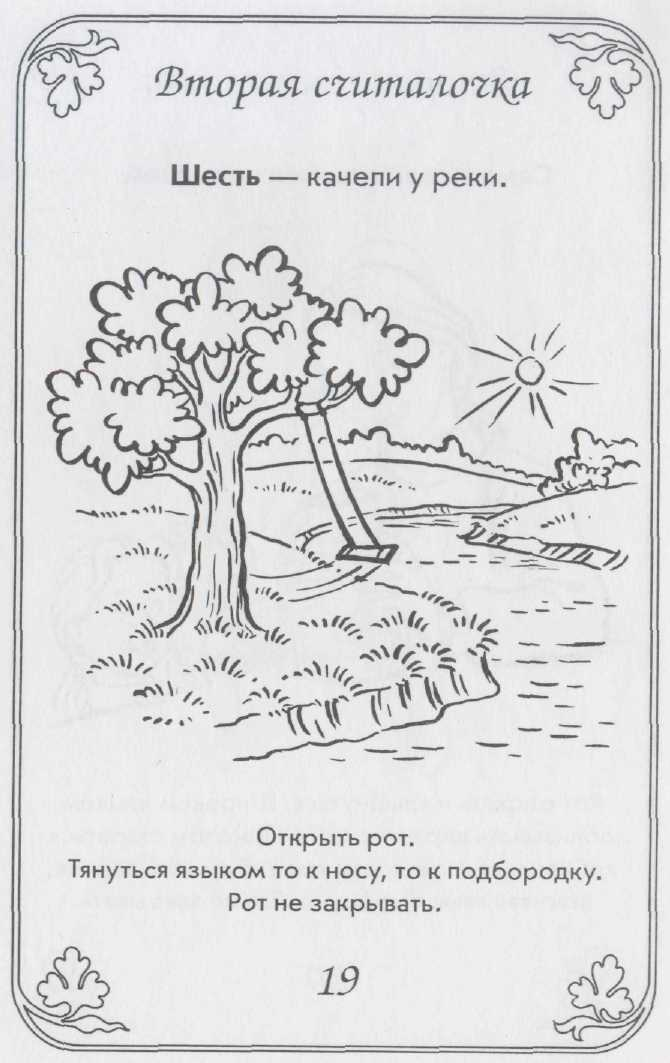 Вторая считалочка
Шесть — качели у реки.
Открыть рот.
Тянуться языком то к носу, то к подбородку.
Рот не закрывать.
19